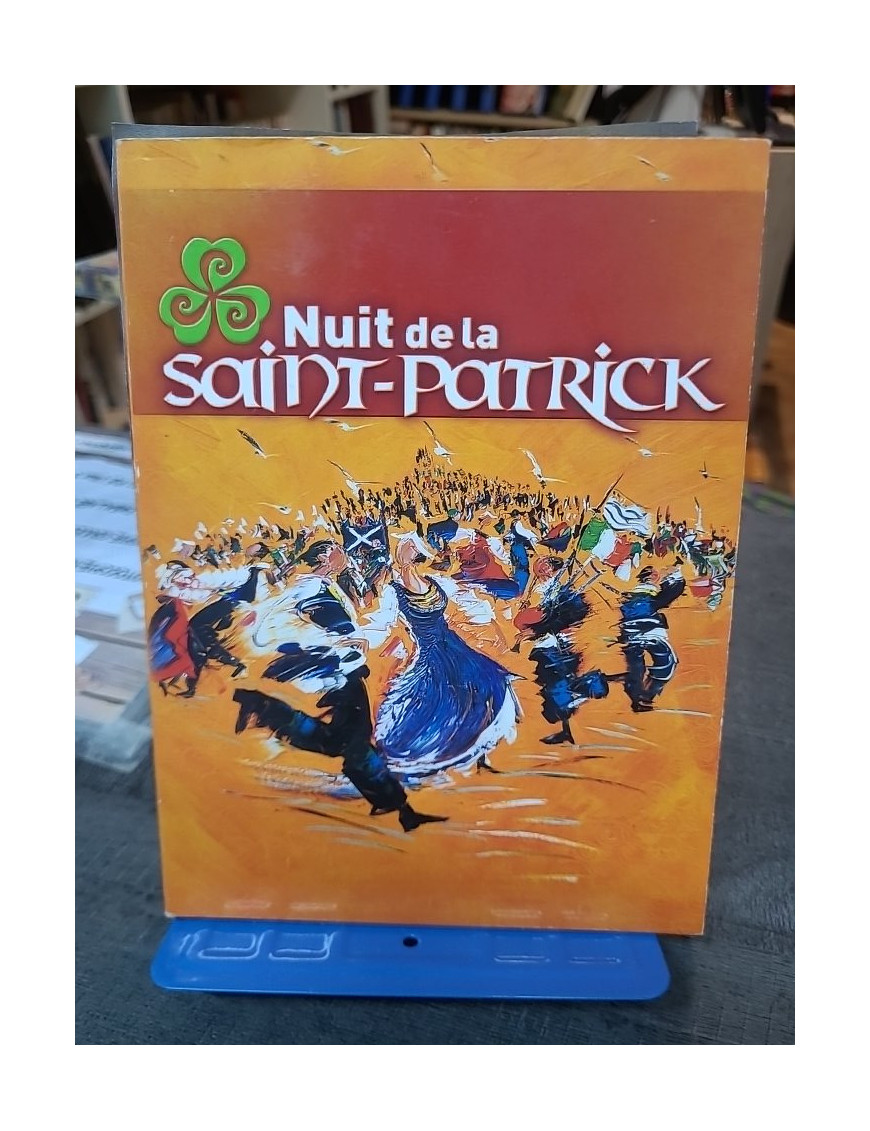 Nuit de la
Saint-Patrick